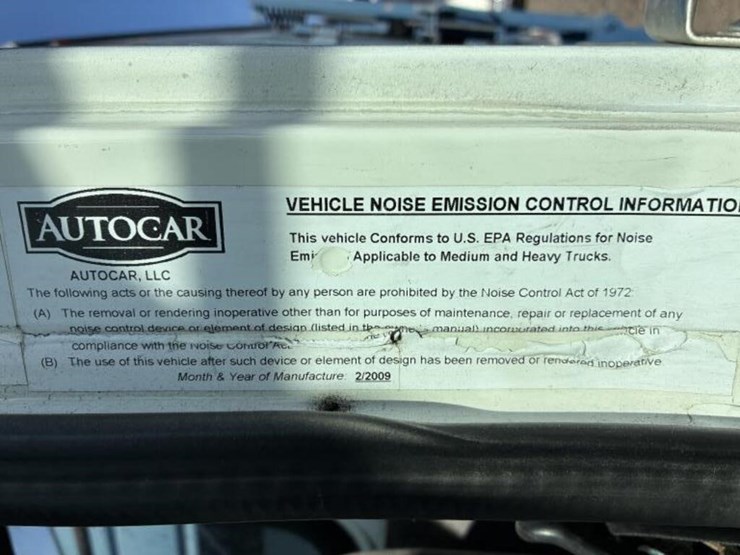 AUTOCAR
AUTOCAR, LLC
VEHICLE NOISE EMISSION CONTROL INFORMATIO
This vehicle Conforms to U.S. EPA Regulations for Noise
Emi Applicable to Medium and Heavy Trucks.
The following acts or the causing thereof by any person are prohibited by the Noise Control Act of 1972:
(A) The removal or rendering inoperative other than for purposes of maintenance, repair or replacement of any
noise control device or element of design (listed in the manual) incorporated into this in
compliance with the Noise Control
(B) The use of this vehicle after such device or element of design has been removed or rendered inoperative
Month & Year of Manufacture: 2/2009